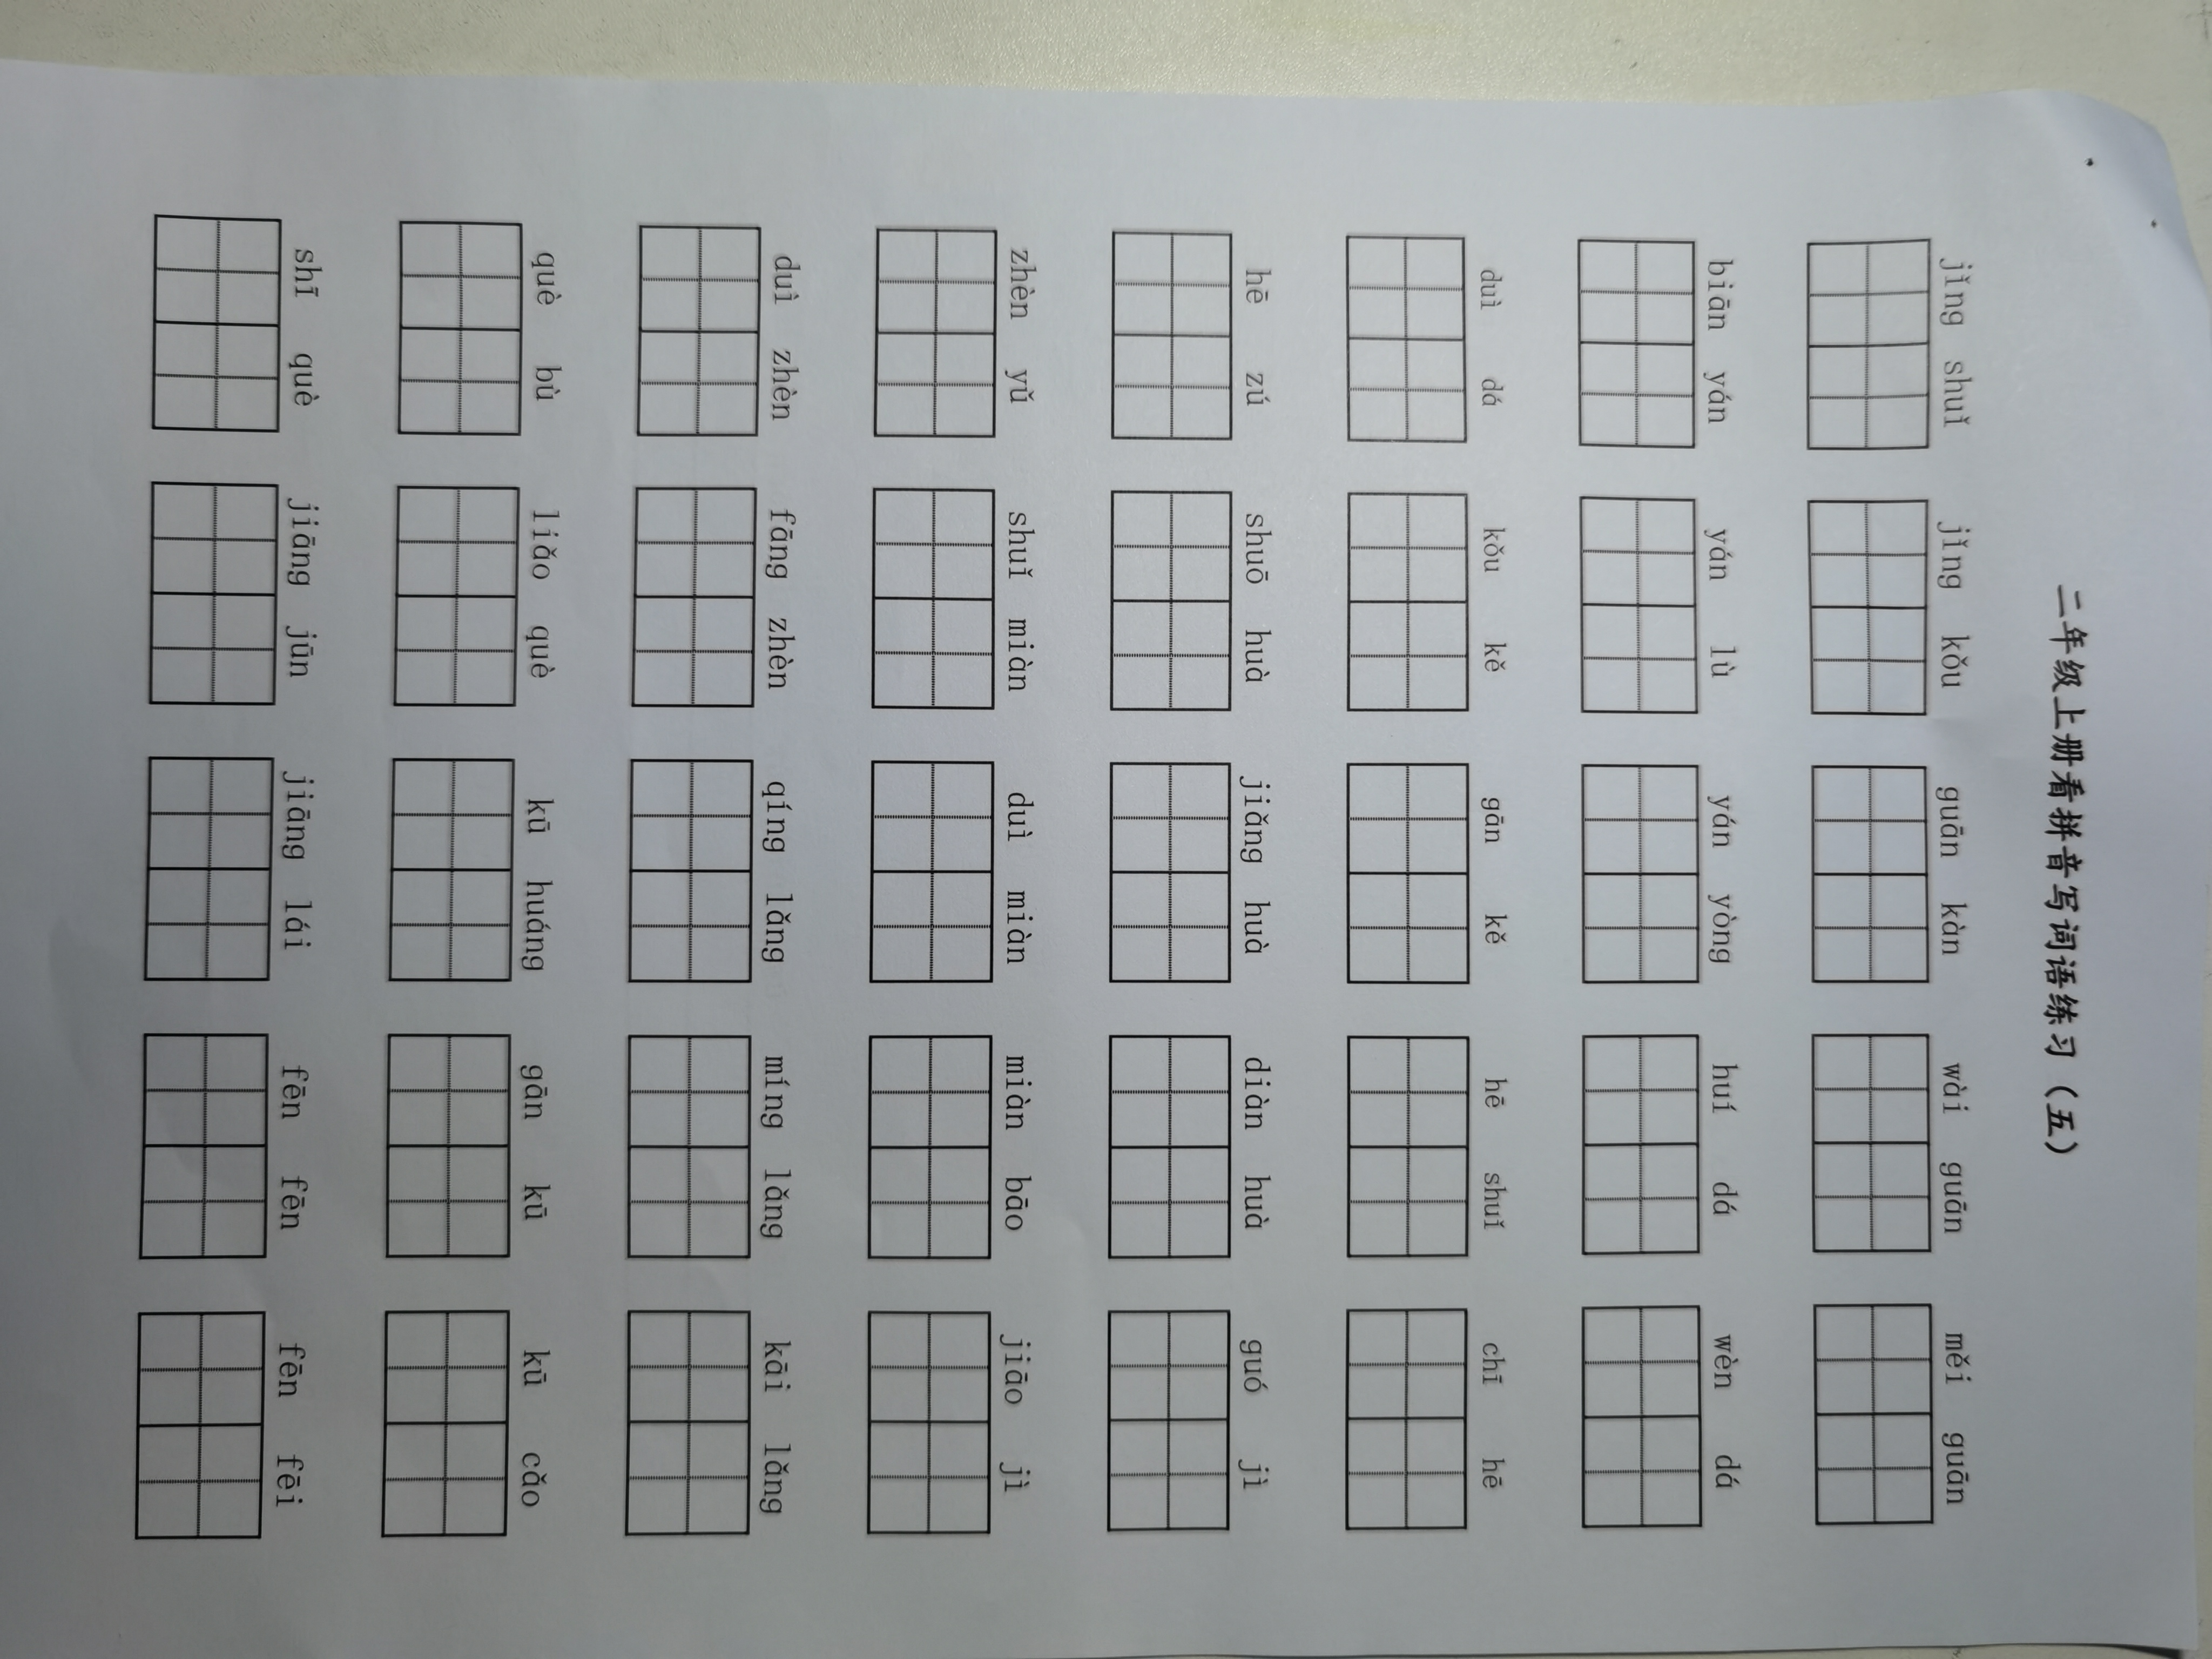 二年级上册看拼音写词语练习（五）
jǐng shuǐ jǐng kǒu guān kàn wài guān měi guān
biān yán yán lù yán yòng huí dá wèn dá
duì dá kǒu kě gān kě hē shuǐ chī hē
hē zú shuō huà jiǎng huà diàn huà guó jì
zhèn yǔ shuǐ miàn duì miàn miàn bāo jiāo jì
duì zhèn fāng zhèn qíng lǎng míng lǎng kāi lǎng
què bù liǎo què kū huáng gān kū kū cǎo
shī què jiāng jūn jiāng lái fēn fēn fēn fēi